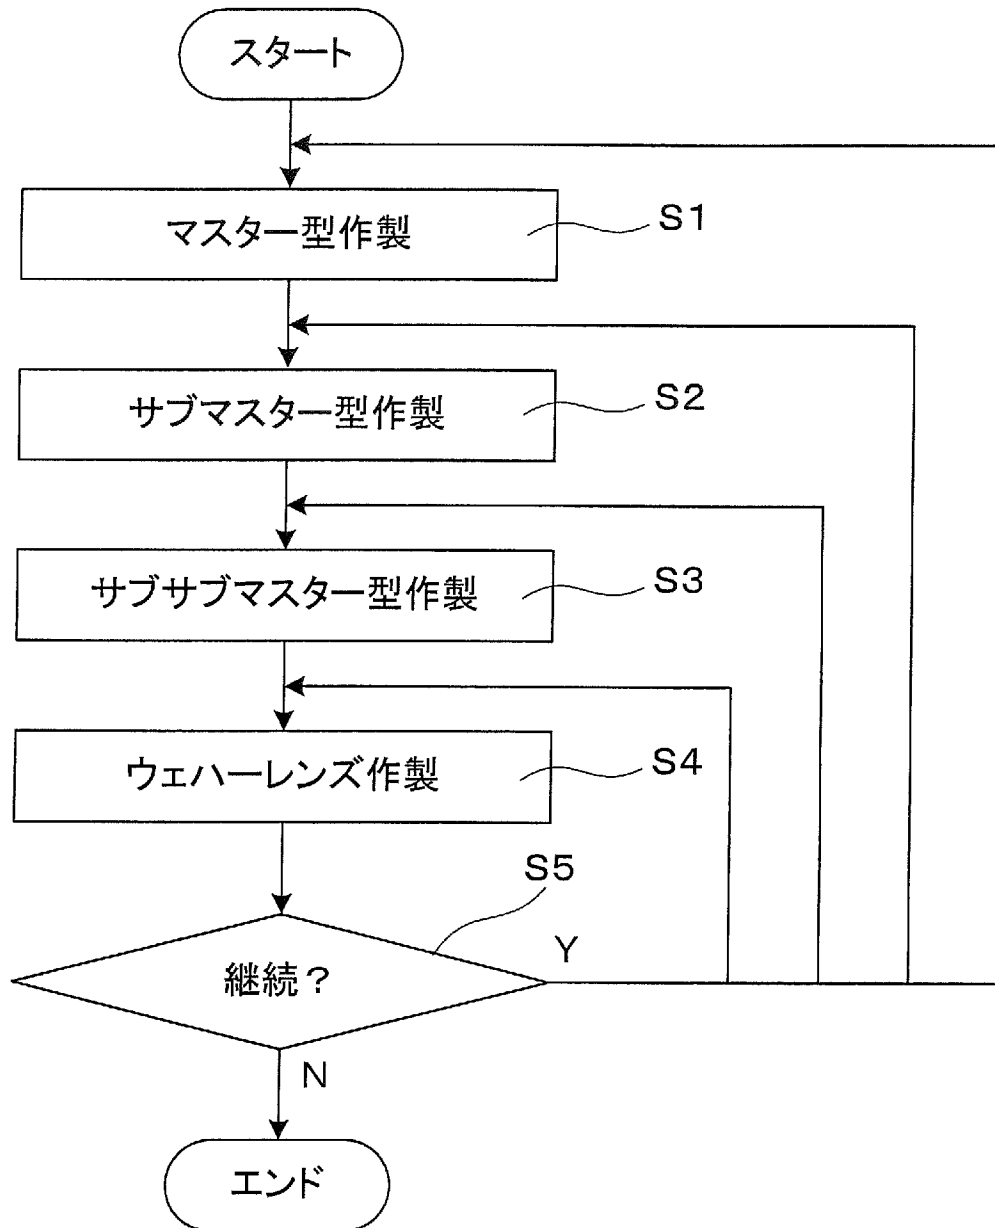 スタート
マスター型作製
S1
サブマスター型作製
S2
サブサブマスター型作製
S3
ウェハーレンズ作製
S4
S5
継続？
Y
N
エンド